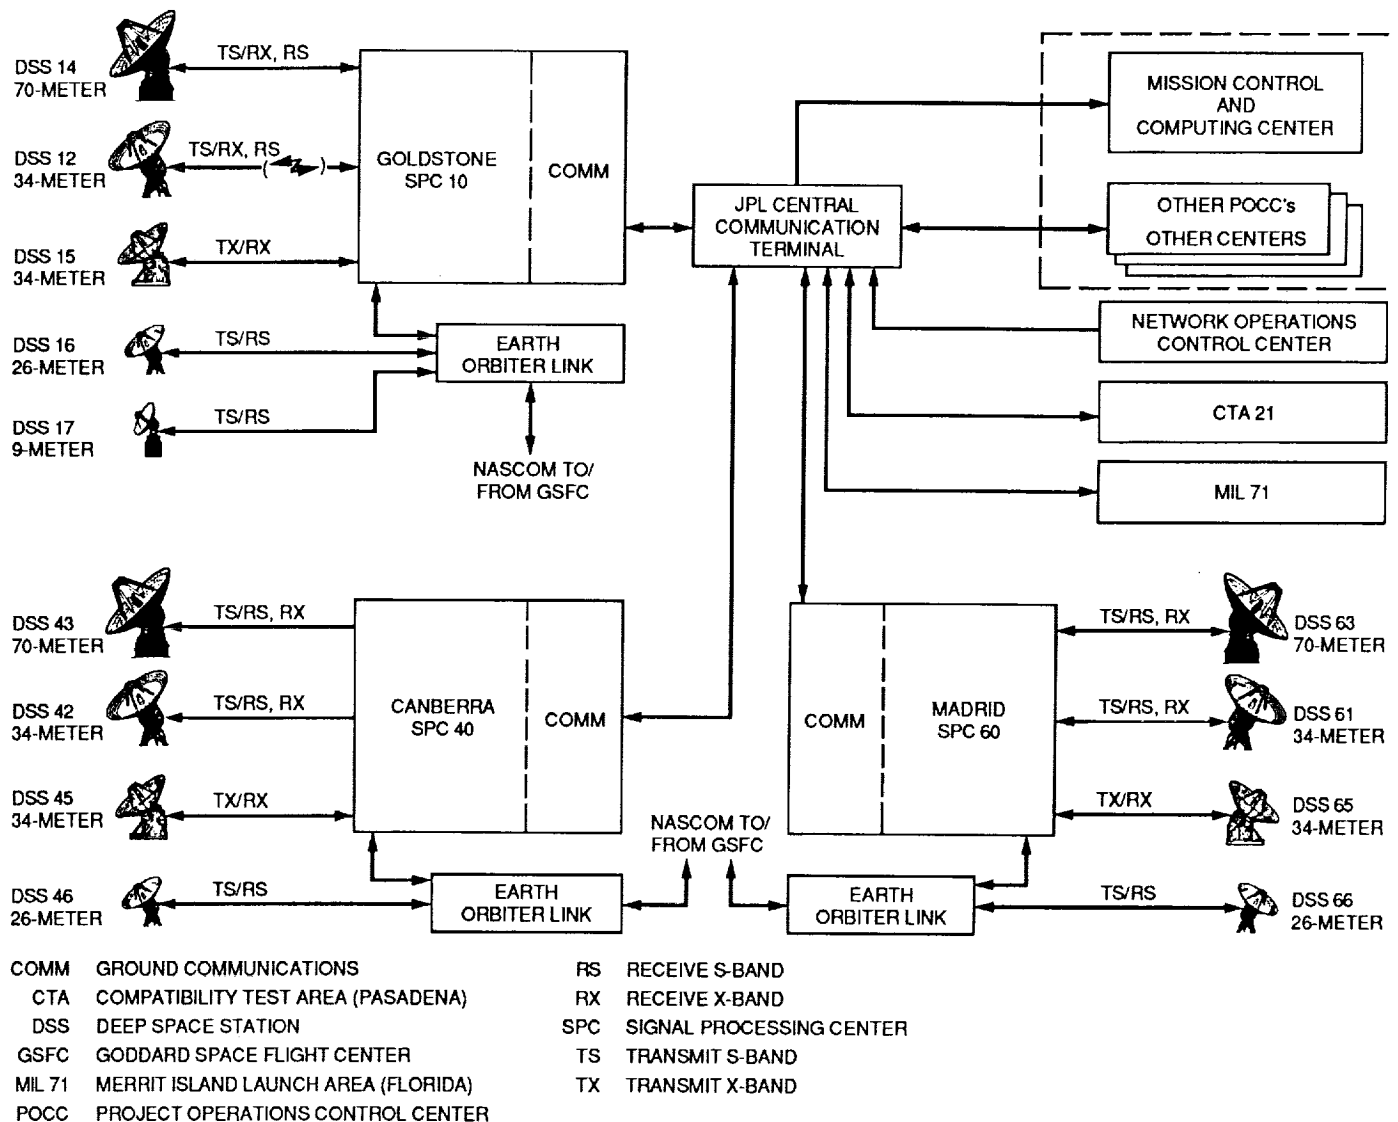 DSS 14
70-METER
TS/RX, RS
DSS 12
34-METER
TS/RX, RS
DSS 15
34-METER
TX/RX
GOLDSTONE
SPC 10
COMM
DSS 16
26-METER
TS/RS
DSS 17
9-METER
TS/RS
EARTH
ORBITER LINK
NASCOM TO/
FROM GSFC
JPL CENTRAL
COMMUNICATION
TERMINAL
MISSION CONTROL
AND
COMPUTING CENTER
OTHER POCC's
OTHER CENTERS
NETWORK OPERATIONS
CONTROL CENTER
CTA 21
MIL 71
DSS 43
70-METER
TS/RS, RX
DSS 42
34-METER
TS/RS, RX
DSS 45
34-METER
TX/RX
CANBERRA
SPC 40
COMM
DSS 46
26-METER
TS/RS
EARTH
ORBITER LINK
NASCOM TO/
FROM GSFC
COMM
MADRID
SPC 60
TS/RS, RX
DSS 63
70-METER
TS/RS, RX
DSS 61
34-METER
TX/RX
DSS 65
34-METER
EARTH
ORBITER LINK
TS/RS
DSS 66
26-METER
COMM GROUND COMMUNICATIONS
CTA COMPATIBILITY TEST AREA (PASADENA)
DSS DEEP SPACE STATION
GSFC GODDARD SPACE FLIGHT CENTER
MIL 71 MERRIT ISLAND LAUNCH AREA (FLORIDA)
POCC PROJECT OPERATIONS CONTROL CENTER
RS RECEIVE S-BAND
RX RECEIVE X-BAND
SPC SIGNAL PROCESSING CENTER
TS TRANSMIT S-BAND
TX TRANSMIT X-BAND